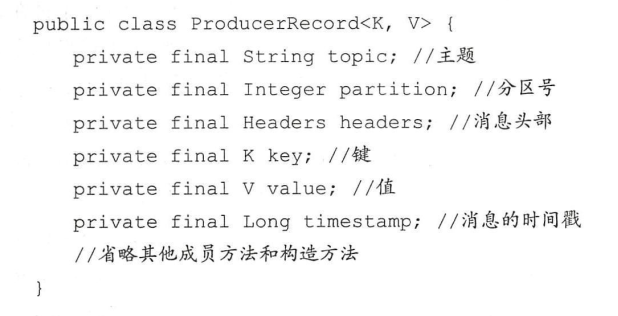 public class ProducerRecord<K, V> {
    private final String topic; //主题
    private final Integer partition; //分区号
    private final Headers headers; //消息头部
    private final K key; //键
    private final V value; //值
    private final Long timestamp; //消息的时间戳
    //省略其他成员方法和构造方法
}